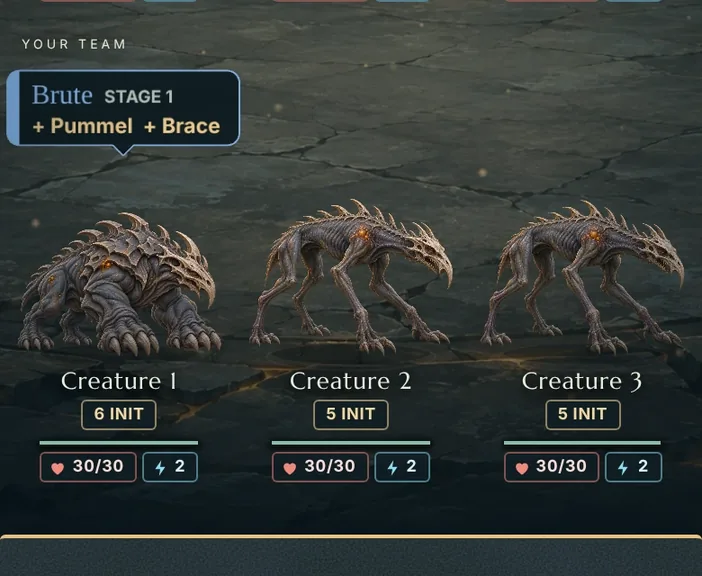 YOUR TEAM
Brute STAGE 1
+ Pummel + Brace
Creature 1
Creature 2
Creature 3
6 INIT
5 INIT
5 INIT
30/30 2
30/30 2
30/30 2